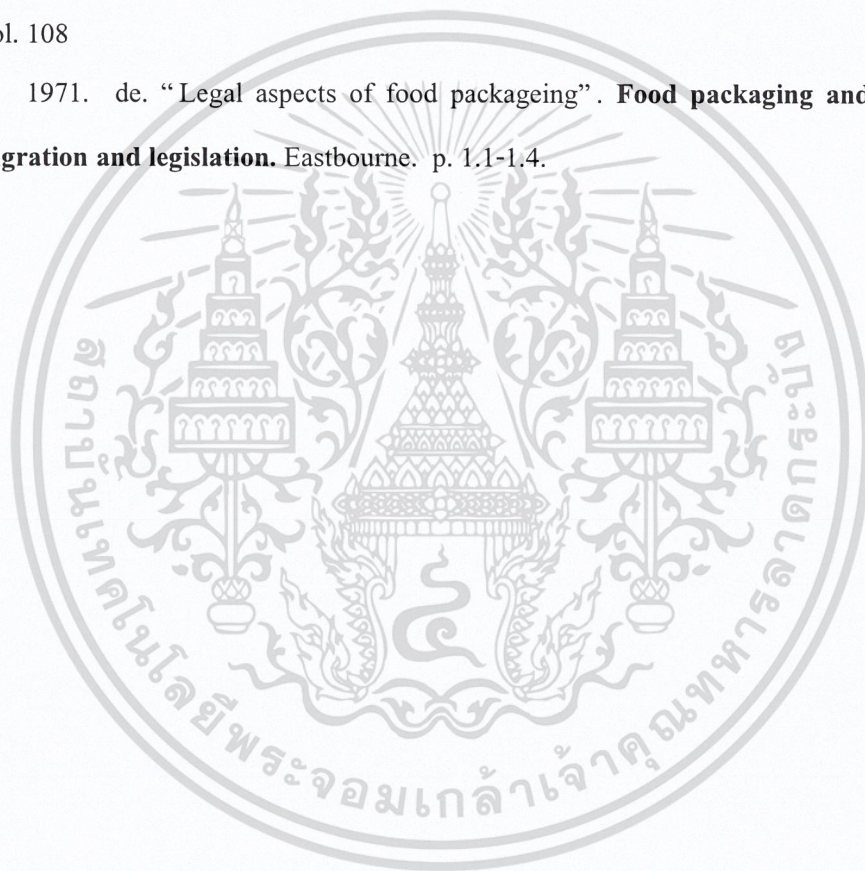 ol. 108
1971. de. “Legal aspects of food packageing”. Food packaging and
gration and legislation. Eastbourne. p. 1.1-1.4.
สถาบันเทคโนโลยีพระจอมเกล้าเจ้าคุณทหารลาดกระบัง
๔